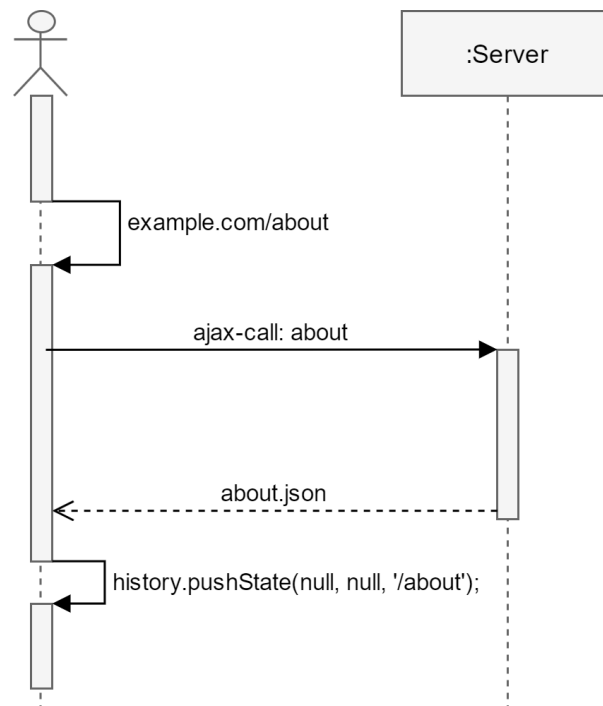 :Server
example.com/about
ajax-call: about
about.json
history.pushState(null, null, '/about');